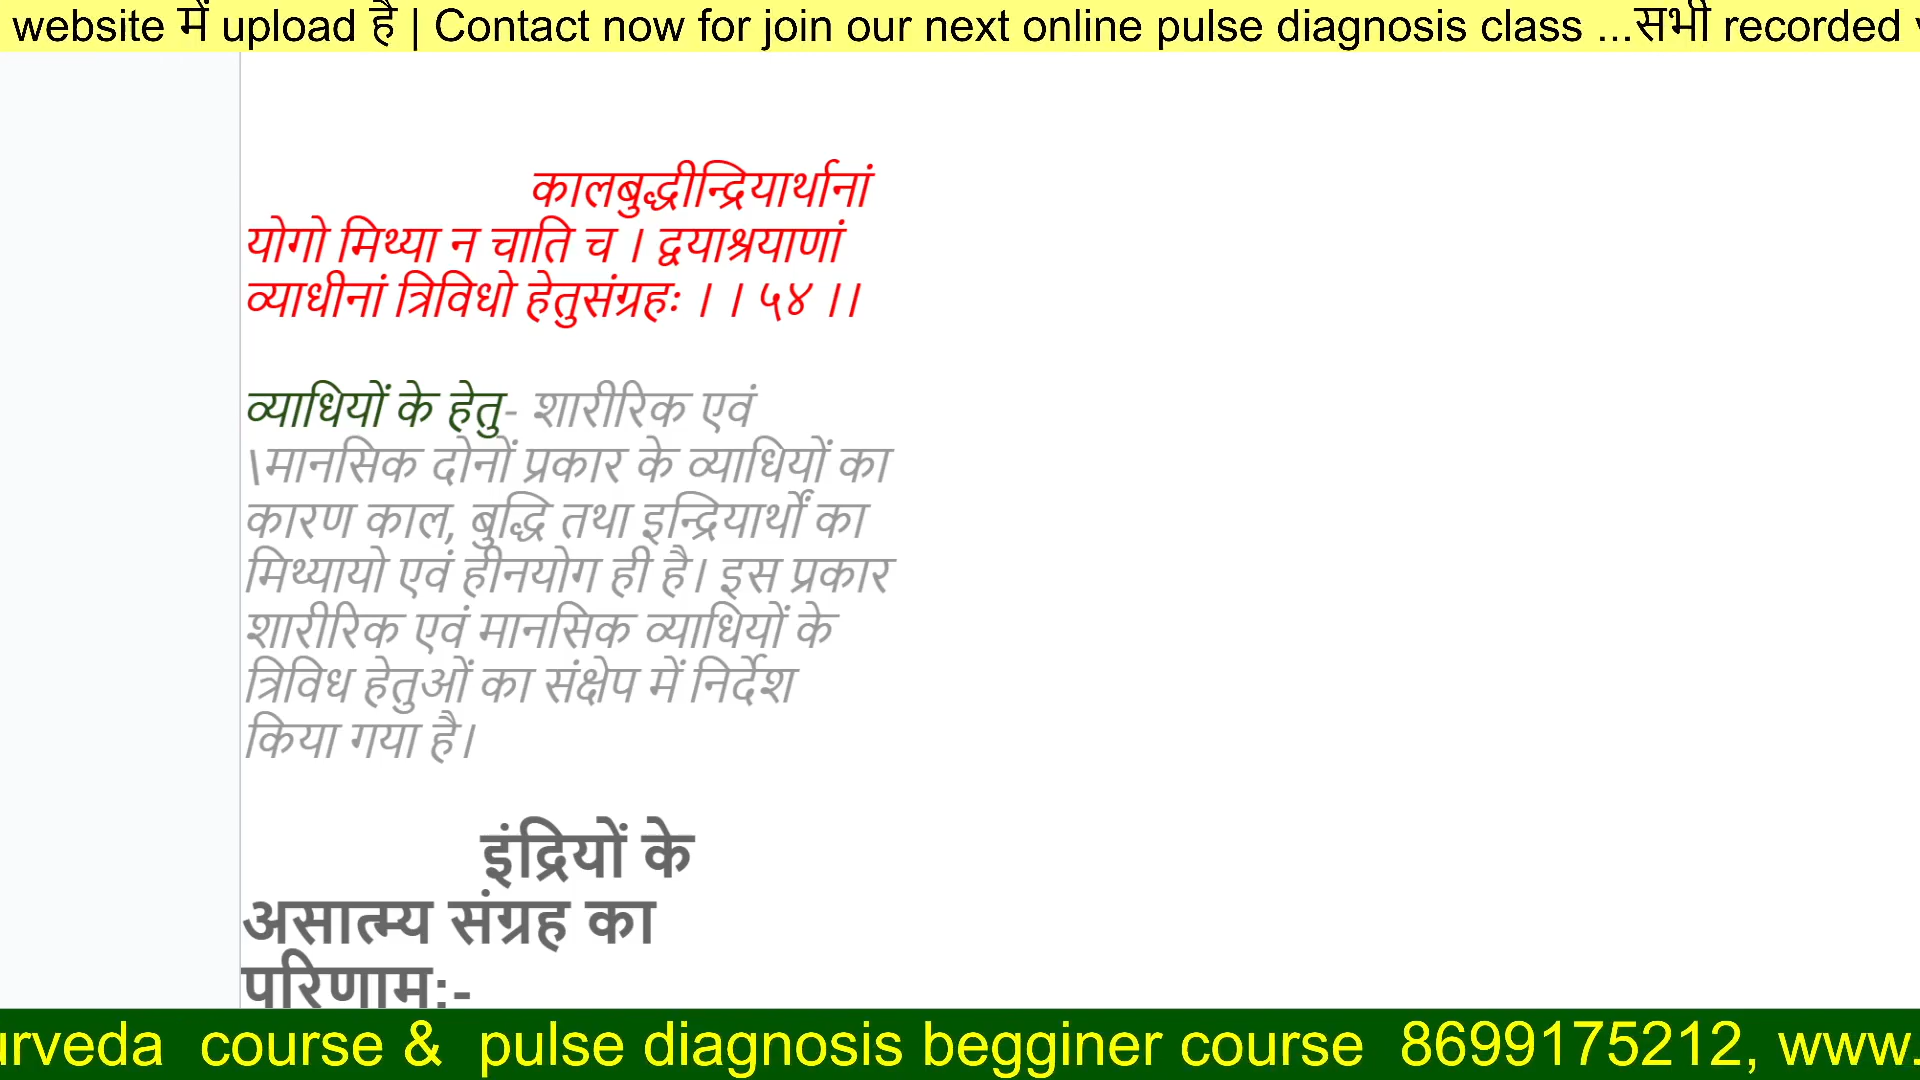 website में upload है | Contact now for join our next online pulse diagnosis class ...सभी recorded
कालबुद्धीन्द्रियार्थानां
योगो मिथ्या न चाति च । द्वयाश्रयाणां
व्याधीनां त्रिविधो हेतुसंग्रहः । । ५४ ।।
व्याधियों के हेतु- शारीरिक एवं
\मानसिक दोनों प्रकार के व्याधियों का
कारण काल, बुद्धि तथा इन्द्रियार्थों का
मिथ्यायो एवं हीनयोग ही है। इस प्रकार
शारीरिक एवं मानसिक व्याधियों के
त्रिविध हेतुओं का संक्षेप में निर्देश
किया गया है।
इंद्रियों के
असात्म्य संग्रह का
परिणाम:-
urveda course & pulse diagnosis begginer course 8699175212, www.